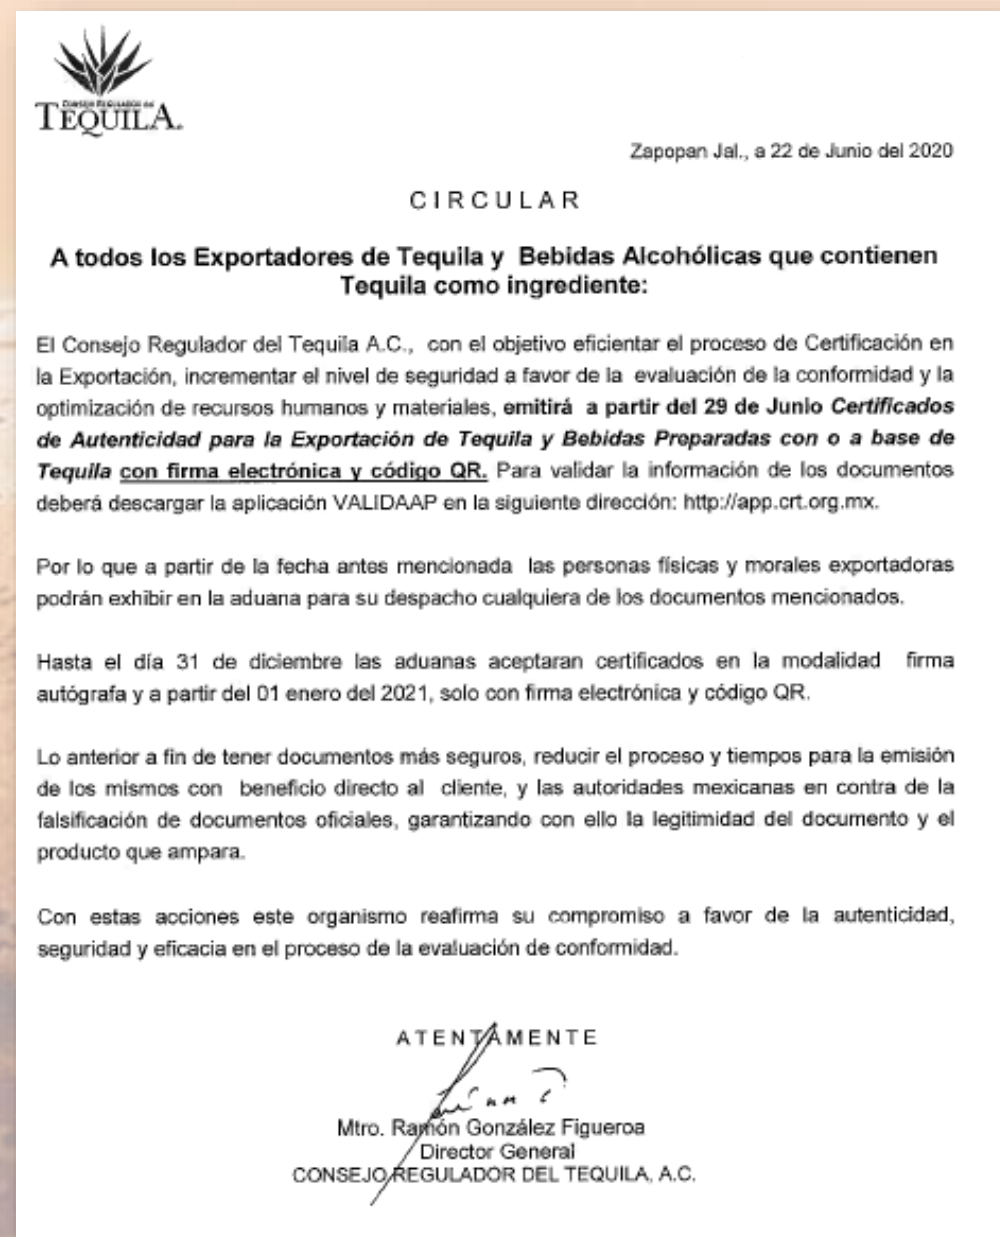 CONSEJO REGULADOR DEL
TEQUILA.
Zapopan Jal., a 22 de Junio del 2020
CIRCULAR
A todos los Exportadores de Tequila y Bebidas Alcohólicas que contienen
Tequila como ingrediente:
El Consejo Regulador del Tequila A.C., con el objetivo eficientar el proceso de Certificación en
la Exportación, incrementar el nivel de seguridad a favor de la evaluación de la conformidad y la
optimización de recursos humanos y materiales, emitirá a partir del 29 de Junio Certificados
de Autenticidad para la Exportación de Tequila y Bebidas Preparadas con o a base de
Tequila con firma electrónica y código QR. Para validar la información de los documentos
deberá descargar la aplicación VALIDAAP en la siguiente dirección: http://app.crt.org.mx.
Por lo que a partir de la fecha antes mencionada las personas físicas y morales exportadoras
podrán exhibir en la aduana para su despacho cualquiera de los documentos mencionados.
Hasta el día 31 de diciembre las aduanas aceptaran certificados en la modalidad firma
autógrafa y a partir del 01 enero del 2021, solo con firma electrónica y código QR.
Lo anterior a fin de tener documentos más seguros, reducir el proceso y tiempos para la emisión
de los mismos con beneficio directo al cliente, y las autoridades mexicanas en contra de la
falsificación de documentos oficiales, garantizando con ello la legitimidad del documento y el
producto que ampara.
Con estas acciones este organismo reafirma su compromiso a favor de la autenticidad,
seguridad y eficacia en el proceso de la evaluación de conformidad.
ATENTAMENTE
Mtro. Ramón González Figueroa
Director General
CONSEJO REGULADOR DEL TEQUILA, A.C.